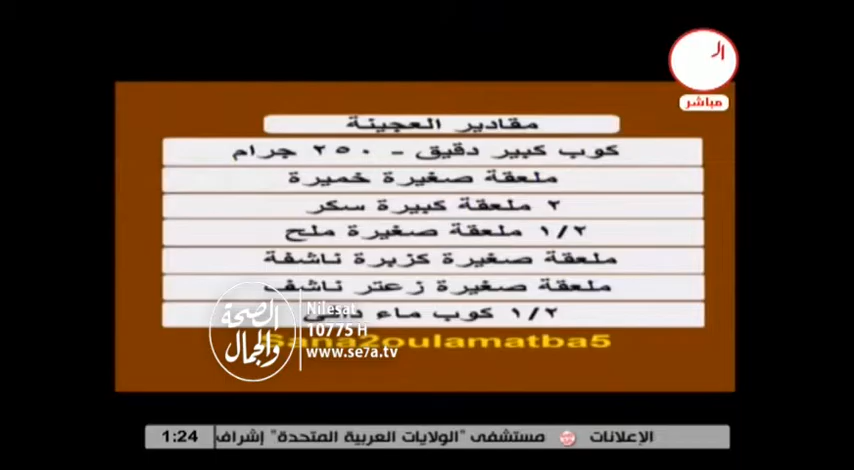 مباشر
مقادير العجينة
كوب كبير دقيق - ٢٥٠ جرام
ملعقة صغيرة خميرة
٢ ملعقة كبيرة سكر
١/٢ ملعقة صغيرة ملح
ملعقة صغيرة كزبرة ناشفة
ملعقة صغيرة زعتر ناشف
١/٢ كوب ماء دافئ
Sana2oulamatba5
الصحة والجمال
Nilesat
10775 H
www.se7a.tv
الإعلانات مستشفى "الولايات العربية المتحدة" إشراف
1:24